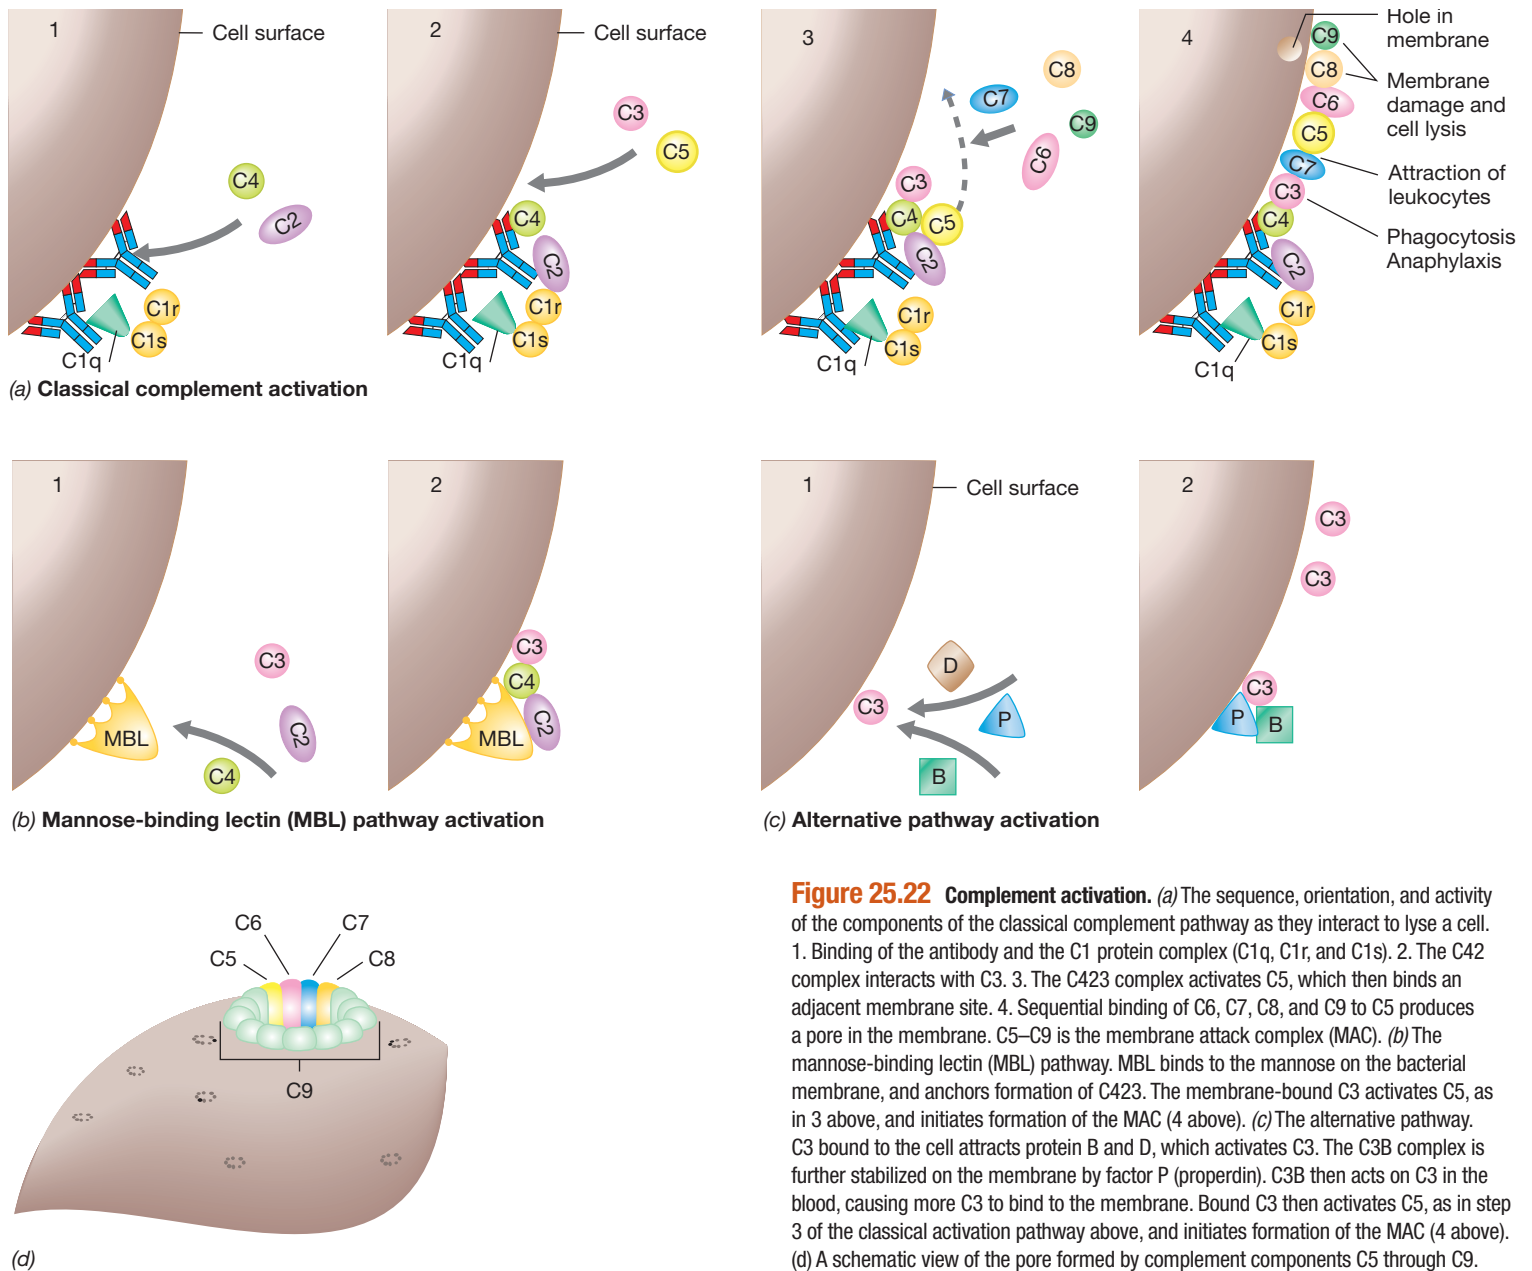 1
Cell surface
C4
C2
C1r
C1s
C1q
2
Cell surface
C3
C5
C4
C2
C1r
C1s
C1q
3
C8
C7
C9
C6
C3
C4
C5
C2
C1r
C1s
C1q
4
Hole in
membrane
C9
C8
Membrane
damage and
cell lysis
C6
C5
C7
Attraction of
leukocytes
C3
C4
Phagocytosis
Anaphylaxis
C2
C1r
C1s
C1q
(a) Classical complement activation
1
C3
C2
MBL
C4
2
C3
C4
C2
MBL
(b) Mannose-binding lectin (MBL) pathway activation
1
Cell surface
D
C3
P
B
2
C3
C3
C3
P
B
(c) Alternative pathway activation
C6
C7
C5
C8
C9
(d)
Figure 25.22 Complement activation. (a) The sequence, orientation, and activity
of the components of the classical complement pathway as they interact to lyse a cell.
1. Binding of the antibody and the C1 protein complex (C1q, C1r, and C1s). 2. The C42
complex interacts with C3. 3. The C423 complex activates C5, which then binds an
adjacent membrane site. 4. Sequential binding of C6, C7, C8, and C9 to C5 produces
a pore in the membrane. C5–C9 is the membrane attack complex (MAC). (b) The
mannose-binding lectin (MBL) pathway. MBL binds to the mannose on the bacterial
membrane, and anchors formation of C423. The membrane-bound C3 activates C5, as
in 3 above, and initiates formation of the MAC (4 above). (c) The alternative pathway.
C3 bound to the cell attracts protein B and D, which activates C3. The C3B complex is
further stabilized on the membrane by factor P (properdin). C3B then acts on C3 in the
blood, causing more C3 to bind to the membrane. Bound C3 then activates C5, as in step
3 of the classical activation pathway above, and initiates formation of the MAC (4 above).
(d) A schematic view of the pore formed by complement components C5 through C9.